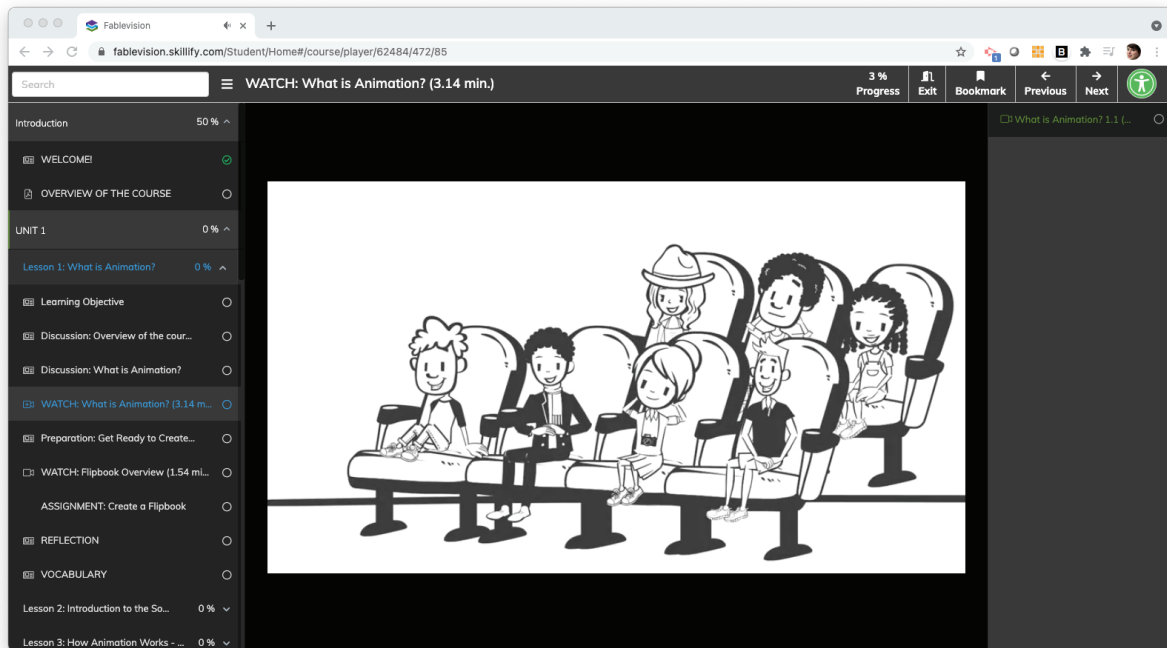 Fablevision
fablevision.skillify.com/Student/Home#/course/player/62484/472/85
Search
WATCH: What is Animation? (3.14 min.)
3 %
Progress
Exit
Bookmark
Previous
Next
Introduction 50 %
WELCOME!
OVERVIEW OF THE COURSE
UNIT 1 0 %
Lesson 1: What is Animation? 0 %
Learning Objective
Discussion: Overview of the cour...
Discussion: What is Animation?
WATCH: What is Animation? (3.14 m...
Preparation: Get Ready to Create...
WATCH: Flipbook Overview (1.54 mi...
ASSIGNMENT: Create a Flipbook
REFLECTION
VOCABULARY
Lesson 2: Introduction to the So... 0 %
Lesson 3: How Animation Works - ... 0 %
What is Animation? 1.1 (...
1
B